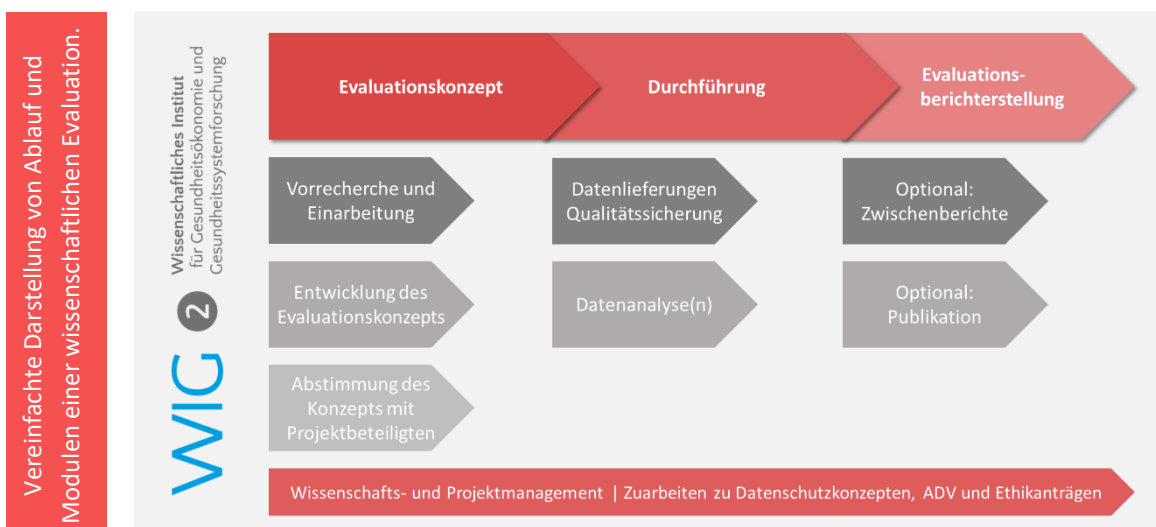 Vereinfachte Darstellung von Ablauf und
Modulen einer wissenschaftlichen Evaluation.
WIG 2
Wissenschaftliches Institut
für Gesundheitsökonomie und
Gesundheitssystemforschung
Evaluationskonzept
Durchführung
Evaluations-
berichterstellung
Vorrecherche und
Einarbeitung
Datenlieferungen
Qualitätssicherung
Optional:
Zwischenberichte
Entwicklung des
Evaluationskonzepts
Datenanalyse(n)
Optional:
Publikation
Abstimmung des
Konzepts mit
Projektbeteiligten
Wissenschafts- und Projektmanagement | Zuarbeiten zu Datenschutzkonzepten, ADV und Ethikanträgen